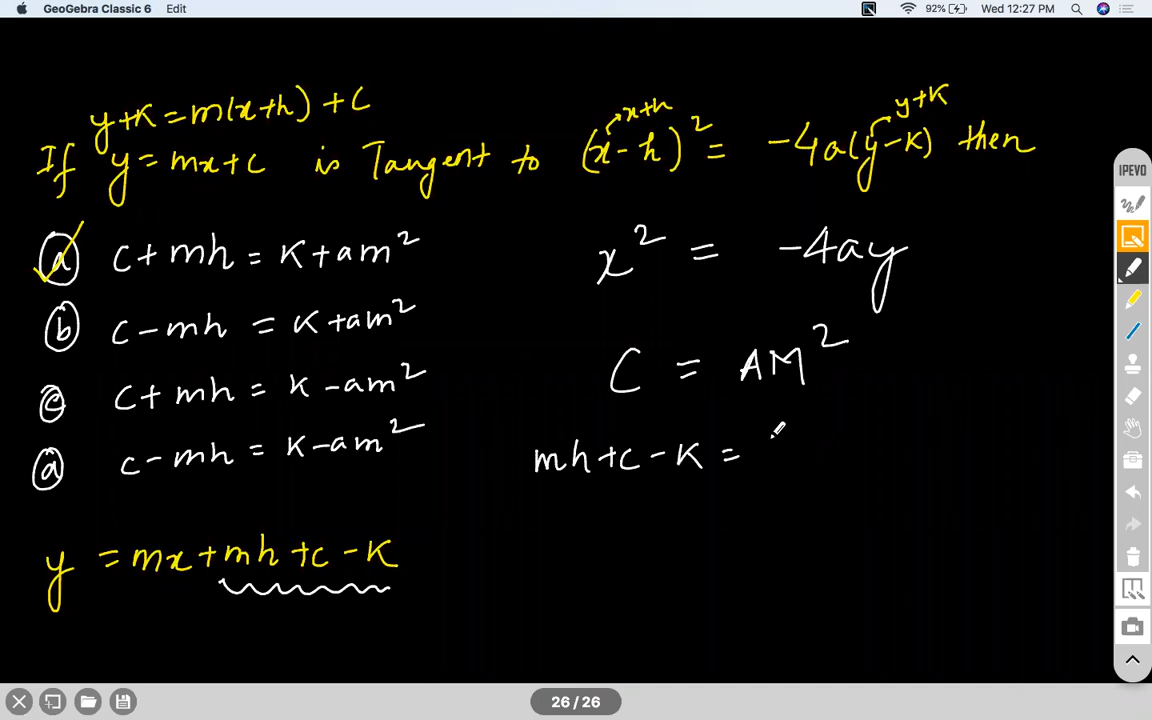 GeoGebra Classic 6 Edit 92% Wed 12:27 PM
y+K = m(x+h) + C
x+h
y+K
If y = mx+c is Tangent to (x-h)² = -4a(y-K) then
(a) c+mh = K+am²
x² = -4ay
(b) c-mh = K+am²
C = AM²
(c) c+mh = K-am²
(d) c-mh = K-am²
mh+c-K =
y = mx+mh+c-K
IPEVO
26 / 26